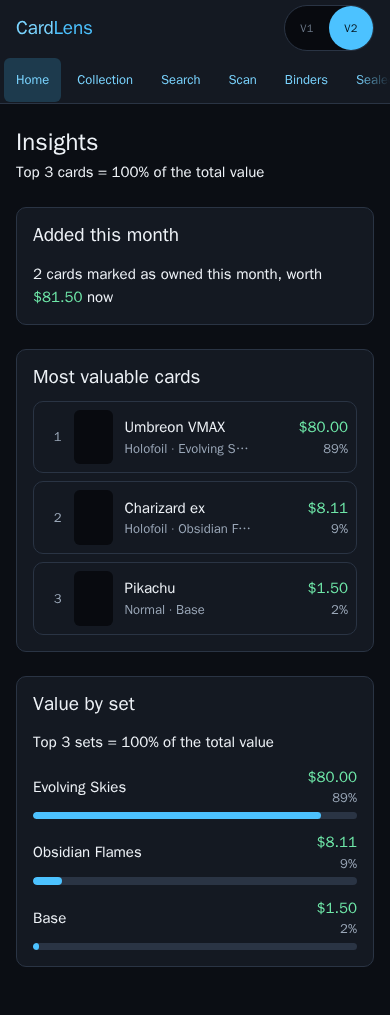 CardLens
V1 V2
Home Collection Search Scan Binders Seale
Insights
Top 3 cards = 100% of the total value
Added this month
2 cards marked as owned this month, worth
$81.50 now
Most valuable cards
1 Umbreon VMAX $80.00
Holofoil · Evolving S··· 89%
2 Charizard ex $8.11
Holofoil · Obsidian F··· 9%
3 Pikachu $1.50
Normal · Base 2%
Value by set
Top 3 sets = 100% of the total value
Evolving Skies $80.00
89%
Obsidian Flames $8.11
9%
Base $1.50
2%